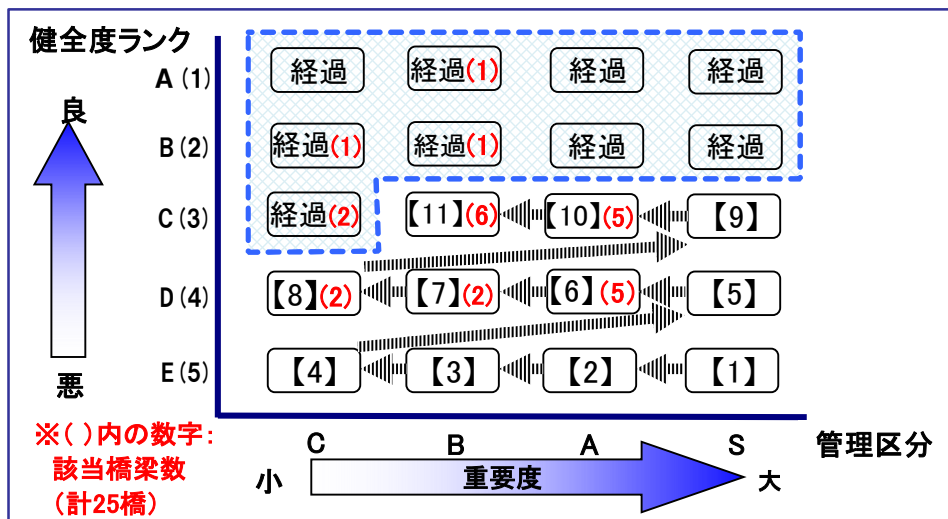 健全度ランク
A(1) 経過 経過(1) 経過 経過
良
B(2) 経過(1) 経過(1) 経過 経過
C(3) 経過(2) 【11】(6) 【10】(5) 【9】
D(4) 【8】(2) 【7】(2) 【6】(5) 【5】
E(5) 【4】 【3】 【2】 【1】
悪
※( )内の数字:
該当橋梁数
(計25橋)
C B A S 管理区分
小 重要度 大